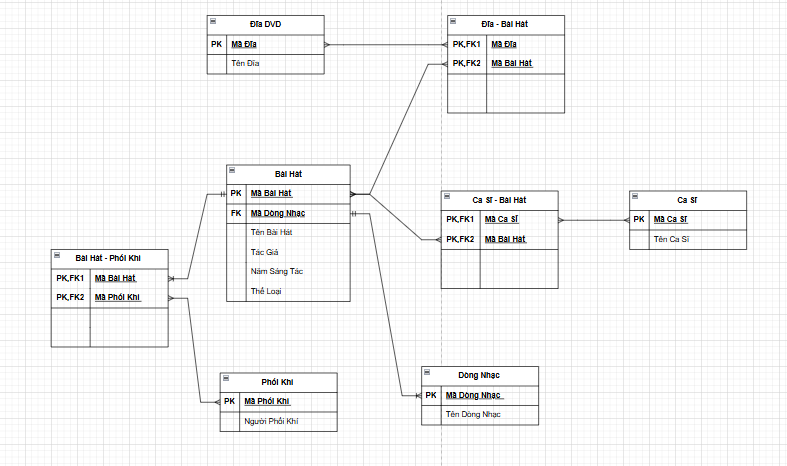 Đĩa DVD
PK Mã Đĩa
Tên Đĩa
Đĩa - Bài Hát
PK,FK1 Mã Đĩa
PK,FK2 Mã Bài Hát
Bài Hát
PK Mã Bài Hát
FK Mã Dòng Nhạc
Tên Bài Hát
Tác Giả
Năm Sáng Tác
Thể Loại
Ca Sĩ - Bài Hát
PK,FK1 Mã Ca Sĩ
PK,FK2 Mã Bài Hát
Ca Sĩ
PK Mã Ca Sĩ
Tên Ca Sĩ
Bài Hát - Phối Khí
PK,FK1 Mã Bài Hát
PK,FK2 Mã Phối Khí
Phối Khí
PK Mã Phối Khí
Người Phối Khí
Dòng Nhạc
PK Mã Dòng Nhạc
Tên Dòng Nhạc